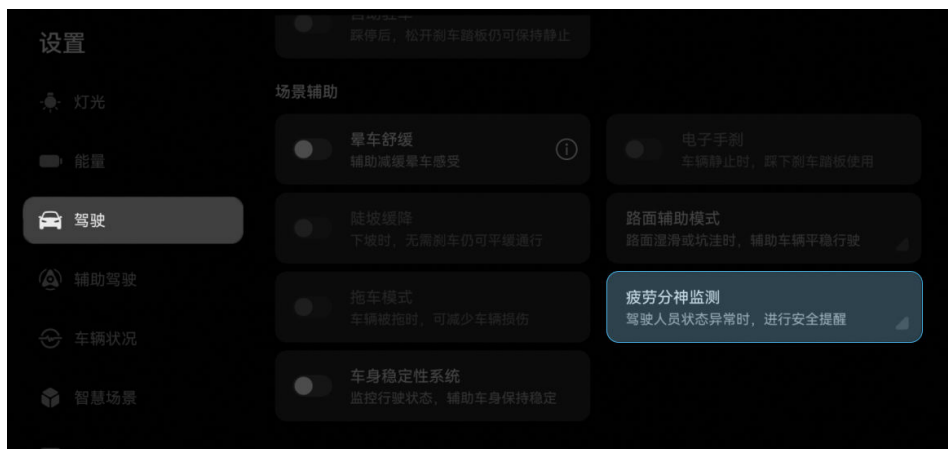 设置
灯光
能量
驾驶
辅助驾驶
车辆状况
智慧场景
踩停后，松开刹车踏板仍可保持静止
场景辅助
晕车舒缓
辅助减缓晕车感受
电子手刹
车辆静止时，踩下刹车踏板使用
陡坡缓降
下坡时，无需刹车仍可平缓通行
路面辅助模式
路面湿滑或坑洼时，辅助车辆平稳行驶
拖车模式
车辆被拖时，可减少车辆损伤
疲劳分神监测
驾驶人员状态异常时，进行安全提醒
车身稳定性系统
监控行驶状态，辅助车身保持稳定